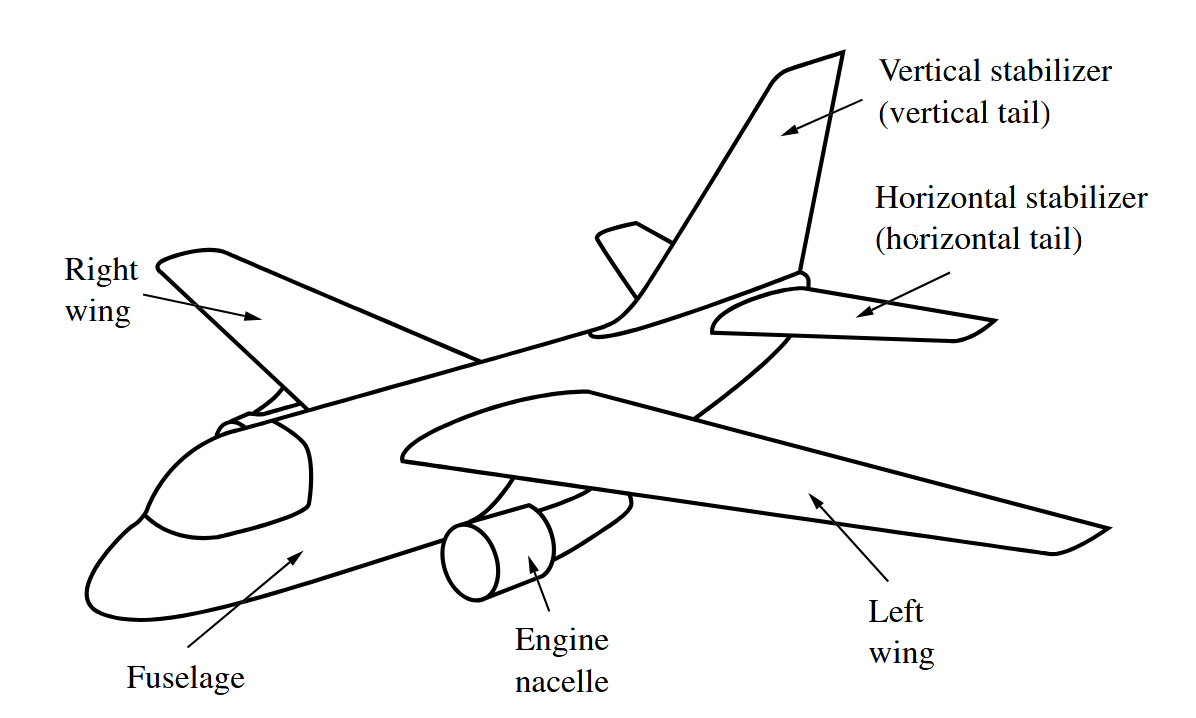 Vertical stabilizer
(vertical tail)
Horizontal stabilizer
(horizontal tail)
Right
wing
Left
wing
Engine
nacelle
Fuselage